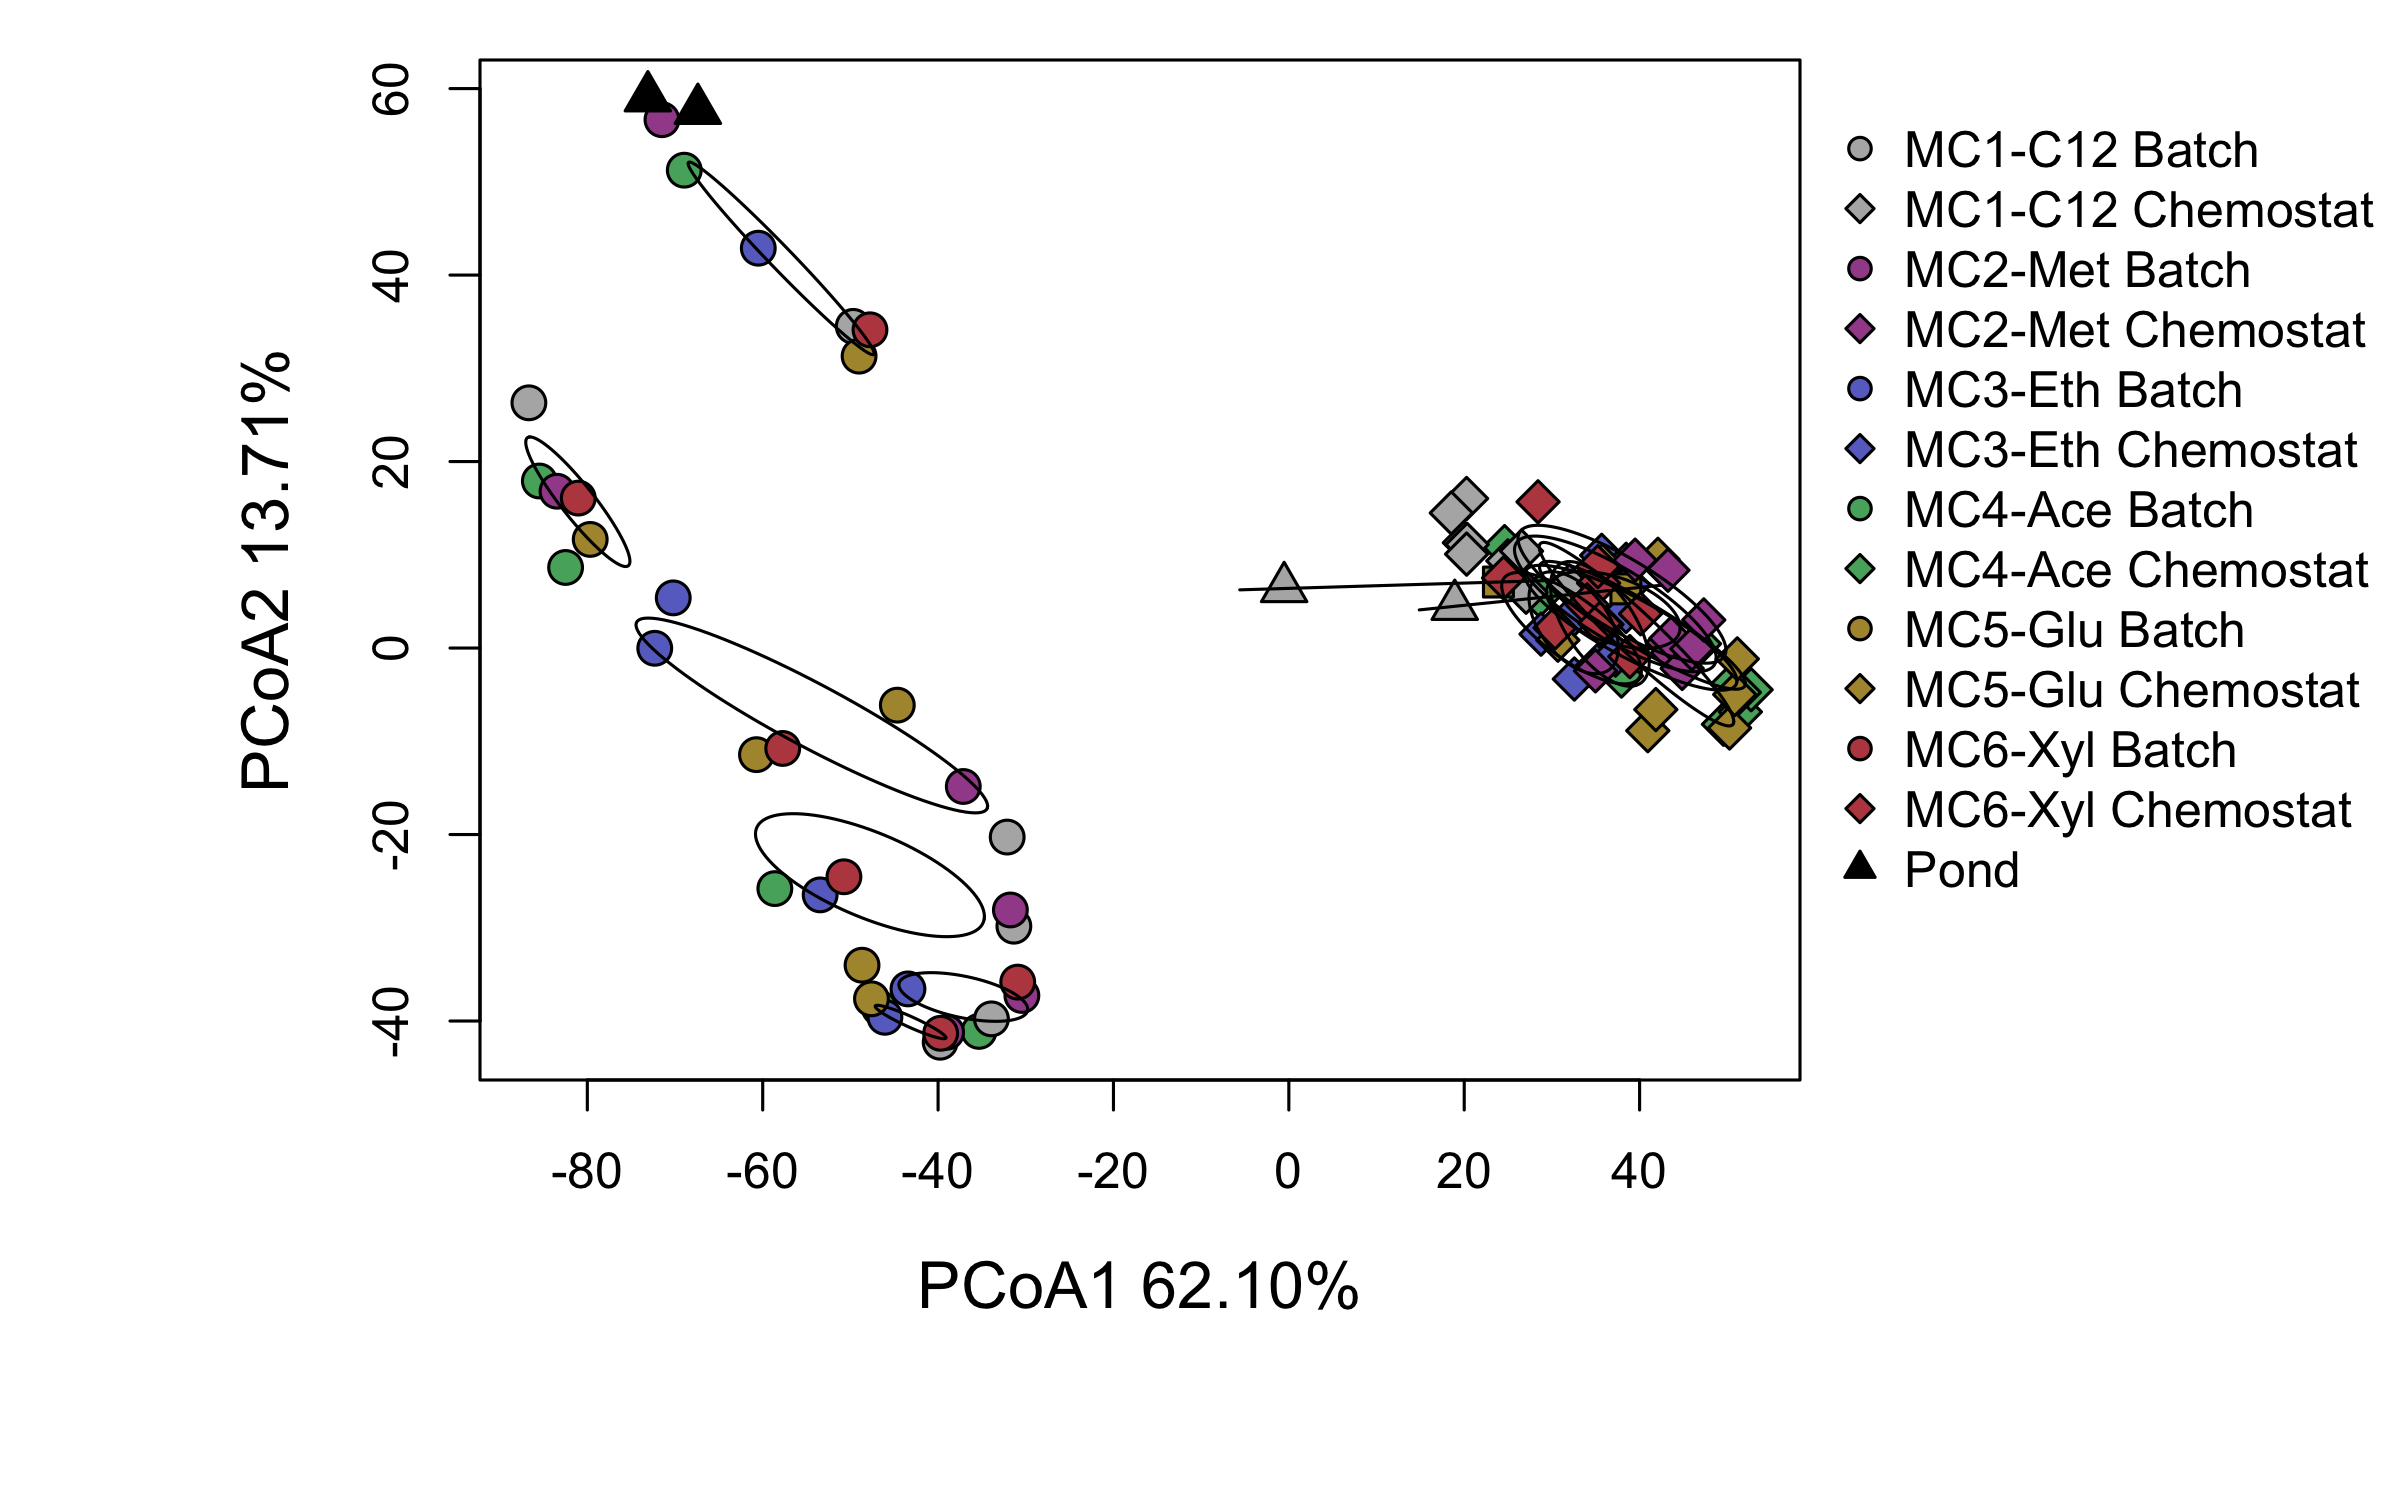 60
40
20
0
-20
-40
PCoA2 13.71%
-80
-60
-40
-20
0
20
40
PCoA1 62.10%
MC1-C12 Batch
MC1-C12 Chemostat
MC2-Met Batch
MC2-Met Chemostat
MC3-Eth Batch
MC3-Eth Chemostat
MC4-Ace Batch
MC4-Ace Chemostat
MC5-Glu Batch
MC5-Glu Chemostat
MC6-Xyl Batch
MC6-Xyl Chemostat
Pond